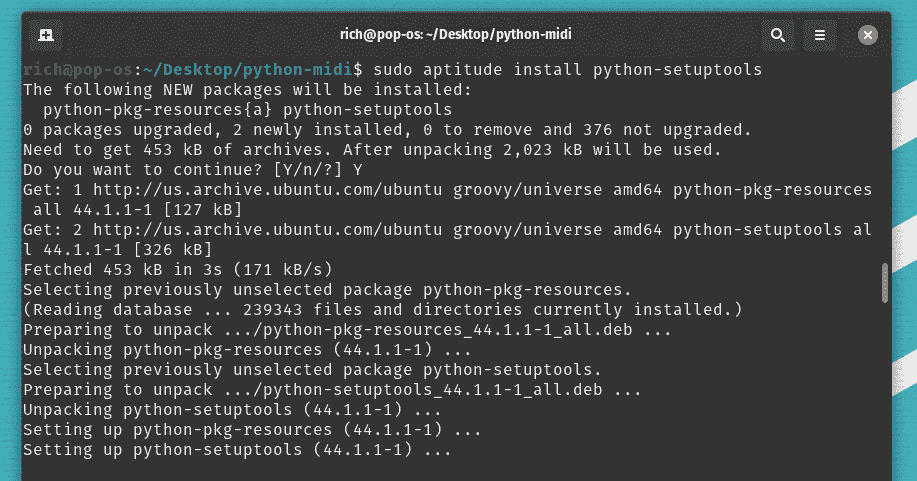 rich@pop-os: ~/Desktop/python-midi
rich@pop-os:~/Desktop/python-midi$ sudo aptitude install python-setuptools
The following NEW packages will be installed:
  python-pkg-resources{a} python-setuptools
0 packages upgraded, 2 newly installed, 0 to remove and 376 not upgraded.
Need to get 453 kB of archives. After unpacking 2,023 kB will be used.
Do you want to continue? [Y/n/?] Y
Get: 1 http://us.archive.ubuntu.com/ubuntu groovy/universe amd64 python-pkg-resources
 all 44.1.1-1 [127 kB]
Get: 2 http://us.archive.ubuntu.com/ubuntu groovy/universe amd64 python-setuptools al
l 44.1.1-1 [326 kB]
Fetched 453 kB in 3s (171 kB/s)
Selecting previously unselected package python-pkg-resources.
(Reading database ... 239343 files and directories currently installed.)
Preparing to unpack .../python-pkg-resources_44.1.1-1_all.deb ...
Unpacking python-pkg-resources (44.1.1-1) ...
Selecting previously unselected package python-setuptools.
Preparing to unpack .../python-setuptools_44.1.1-1_all.deb ...
Unpacking python-setuptools (44.1.1-1) ...
Setting up python-pkg-resources (44.1.1-1) ...
Setting up python-setuptools (44.1.1-1) ...